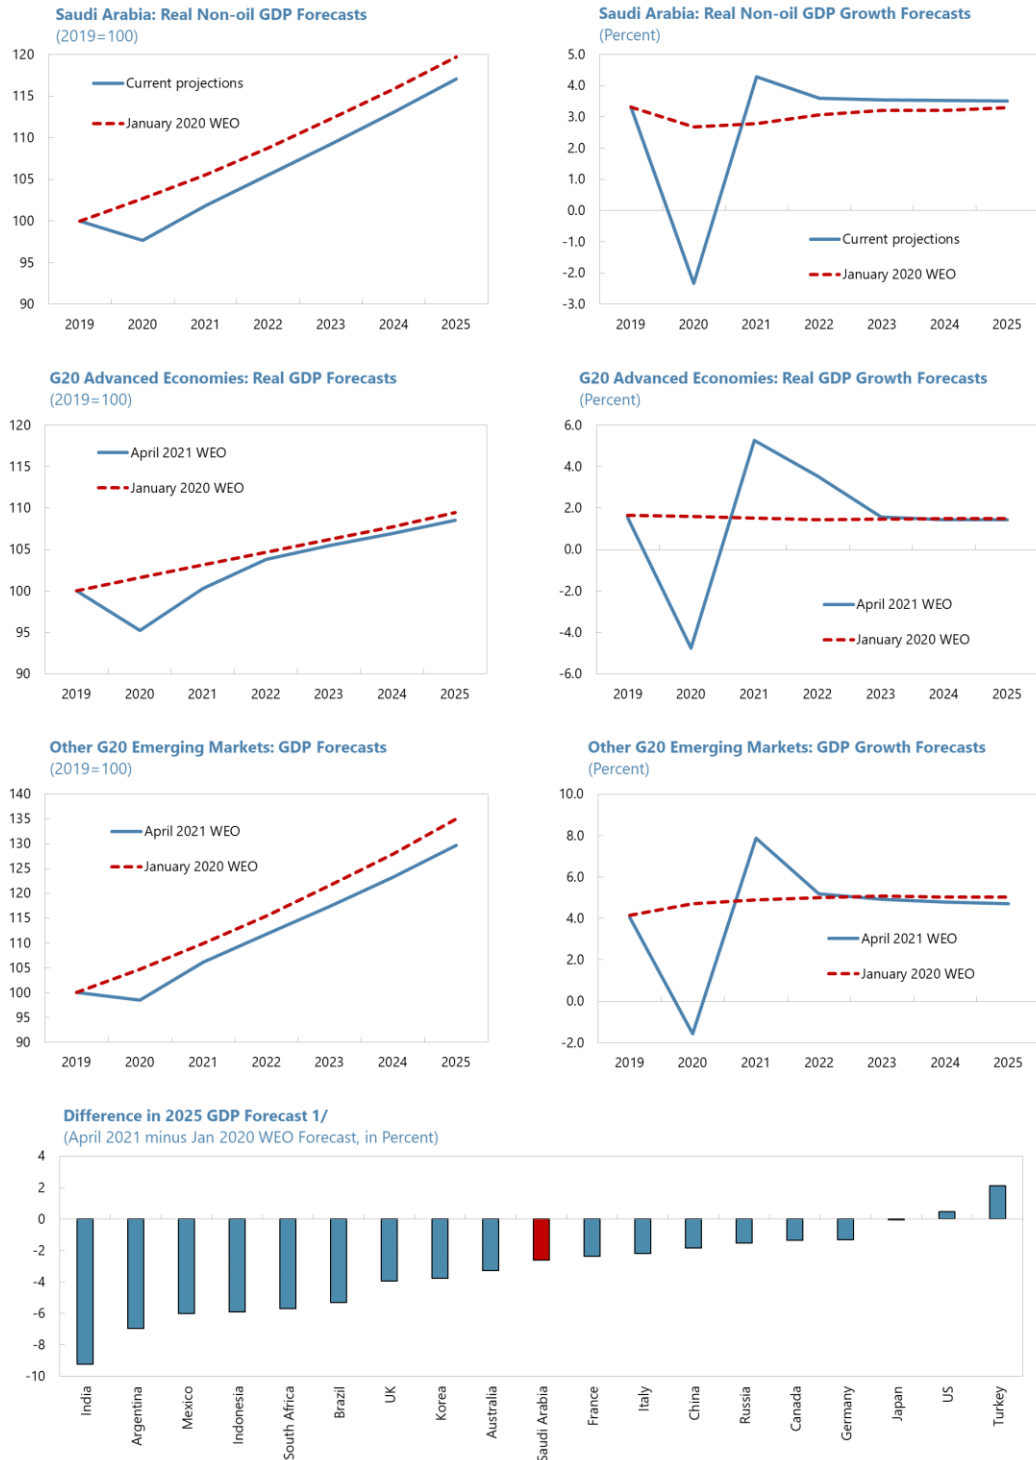 Saudi Arabia: Real Non-oil GDP Forecasts
(2019=100)
120
115
110
105
100
95
90
Current projections
January 2020 WEO
2019 2020 2021 2022 2023 2024 2025
Saudi Arabia: Real Non-oil GDP Growth Forecasts
(Percent)
5.0
4.0
3.0
2.0
1.0
0.0
-1.0
-2.0
-3.0
Current projections
January 2020 WEO
2019 2020 2021 2022 2023 2024 2025
G20 Advanced Economies: Real GDP Forecasts
(2019=100)
120
115
110
105
100
95
90
April 2021 WEO
January 2020 WEO
2019 2020 2021 2022 2023 2024 2025
G20 Advanced Economies: Real GDP Growth Forecasts
(Percent)
6.0
4.0
2.0
0.0
-2.0
-4.0
-6.0
April 2021 WEO
January 2020 WEO
2019 2020 2021 2022 2023 2024 2025
Other G20 Emerging Markets: GDP Forecasts
(2019=100)
140
135
130
125
120
115
110
105
100
95
90
April 2021 WEO
January 2020 WEO
2019 2020 2021 2022 2023 2024 2025
Other G20 Emerging Markets: GDP Growth Forecasts
(Percent)
10.0
8.0
6.0
4.0
2.0
0.0
-2.0
April 2021 WEO
January 2020 WEO
2019 2020 2021 2022 2023 2024 2025
Difference in 2025 GDP Forecast 1/
(April 2021 minus Jan 2020 WEO Forecast, in Percent)
4
2
0
-2
-4
-6
-8
-10
India
Argentina
Mexico
Indonesia
South Africa
Brazil
UK
Korea
Australia
Saudi Arabia
France
Italy
China
Russia
Canada
Germany
Japan
US
Turkey